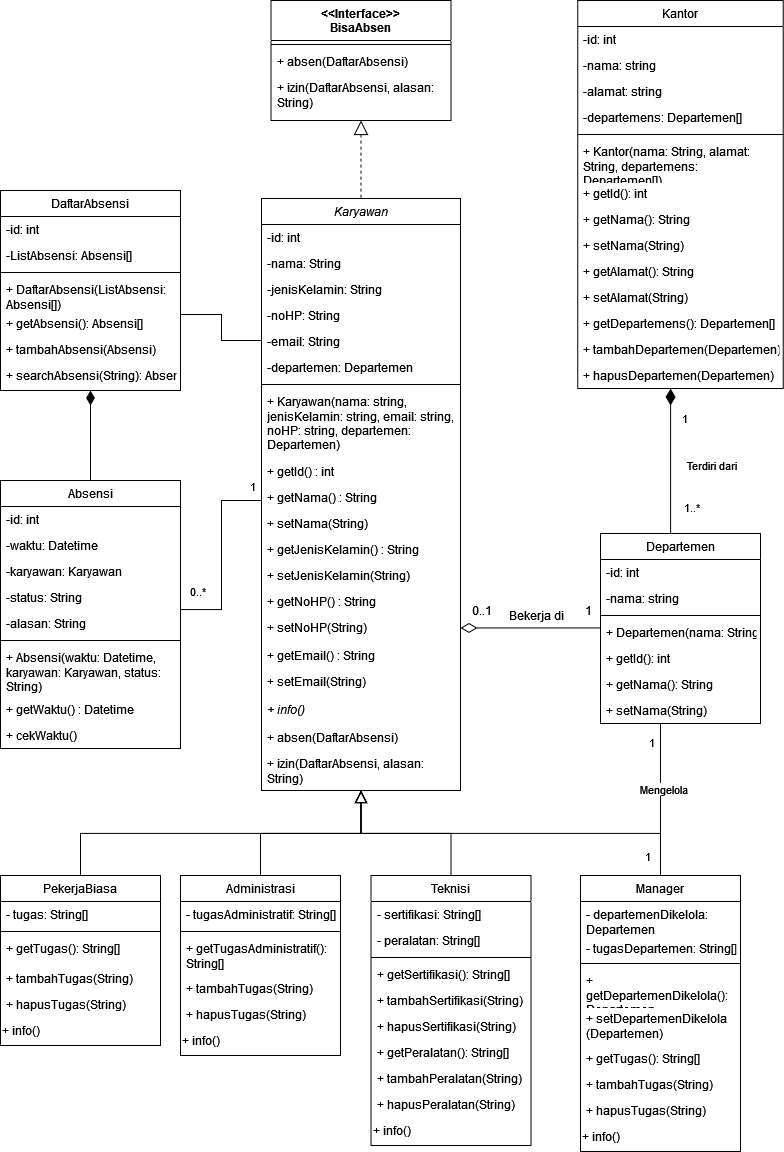 <<Interface>>
BisaAbsen
+ absen(DaftarAbsensi)
+ izin(DaftarAbsensi, alasan:
String)
Kantor
-id: int
-nama: string
-alamat: string
-departemens: Departemen[]
+ Kantor(nama: String, alamat:
String, departemens:
Departemen[])
+ getId(): int
+ getNama(): String
+ setNama(String)
+ getAlamat(): String
+ setAlamat(String)
+ getDepartemens(): Departemen[]
+ tambahDepartemen(Departemen)
+ hapusDepartemen(Departemen)
DaftarAbsensi
-id: int
-ListAbsensi: Absensi[]
+ DaftarAbsensi(ListAbsensi:
Absensi[])
+ getAbsensi(): Absensi[]
+ tambahAbsensi(Absensi)
+ searchAbsensi(String): Absen
Karyawan
-id: int
-nama: String
-jenisKelamin: String
-noHP: String
-email: String
-departemen: Departemen
+ Karyawan(nama: string,
jenisKelamin: string, email: string,
noHP: string, departemen:
Departemen)
+ getId() : int
+ getNama() : String
+ setNama(String)
+ getJenisKelamin() : String
+ setJenisKelamin(String)
+ getNoHP() : String
+ setNoHP(String)
+ getEmail() : String
+ setEmail(String)
+ info()
+ absen(DaftarAbsensi)
+ izin(DaftarAbsensi, alasan:
String)
Absensi
-id: int
-waktu: Datetime
-karyawan: Karyawan
-status: String
-alasan: String
+ Absensi(waktu: Datetime,
karyawan: Karyawan, status:
String)
+ getWaktu() : Datetime
+ cekWaktu()
1
0..*
1
Terdiri dari
1..*
Departemen
-id: int
-nama: string
+ Departemen(nama: String
+ getId(): int
+ getNama(): String
+ setNama(String)
0..1
Bekerja di
1
1
Mengelola
1
PekerjaBiasa
- tugas: String[]
+ getTugas(): String[]
+ tambahTugas(String)
+ hapusTugas(String)
+ info()
Administrasi
- tugasAdministratif: String[]
+ getTugasAdministratif():
String[]
+ tambahTugas(String)
+ hapusTugas(String)
+ info()
Teknisi
- sertifikasi: String[]
- peralatan: String[]
+ getSertifikasi(): String[]
+ tambahSertifikasi(String)
+ hapusSertifikasi(String)
+ getPeralatan(): String[]
+ tambahPeralatan(String)
+ hapusPeralatan(String)
+ info()
Manager
- departemenDikelola:
Departemen
- tugasDepartemen: String[]
+
getDepartemenDikelola():
Departemen
+ setDepartemenDikelola
(Departemen)
+ getTugas(): String[]
+ tambahTugas(String)
+ hapusTugas(String)
+ info()